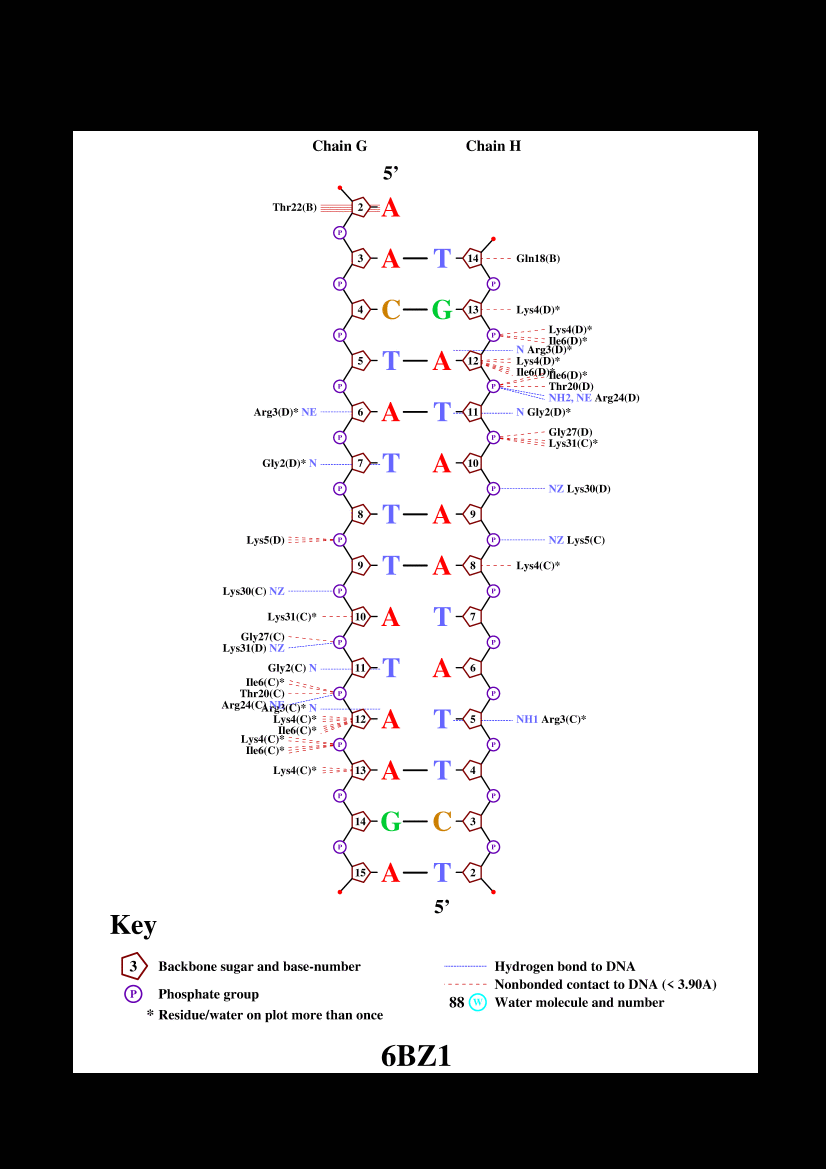 Chain G Chain H
5’
Thr22(B) 2 A
P
3 A T 14 Gln18(B)
P P
4 C G 13 Lys4(D)*
Lys4(D)*
P P Ile6(D)*
N Arg3(D)*
5 T A 12 Lys4(D)*
Ile6(D)* Ile6(D)*
P P Thr20(D)
NH2, NE Arg24(D)
Arg3(D)* NE 6 A T 11 N Gly2(D)*
Gly27(D)
P P Lys31(C)*
Gly2(D)* N 7 T A 10
P P NZ Lys30(D)
8 T A 9
Lys5(D) P P NZ Lys5(C)
9 T A 8 Lys4(C)*
Lys30(C) NZ P P
Lys31(C)* 10 A T 7
Gly27(C)
P P
Lys31(D) NZ
Gly2(C) N 11 T A 6
Ile6(C)*
Thr20(C) P P
Arg24(C) NE
Arg3(C)* N
Lys4(C)* 12 A T 5 NH1 Arg3(C)*
Ile6(C)*
Lys4(C)*
P P
Ile6(C)*
Lys4(C)* 13 A T 4
P P
14 G C 3
P P
15 A T 2
5’
Key
3 Backbone sugar and base-number
P Phosphate group
* Residue/water on plot more than once
Hydrogen bond to DNA
Nonbonded contact to DNA (< 3.90A)
88 W Water molecule and number
6BZ1